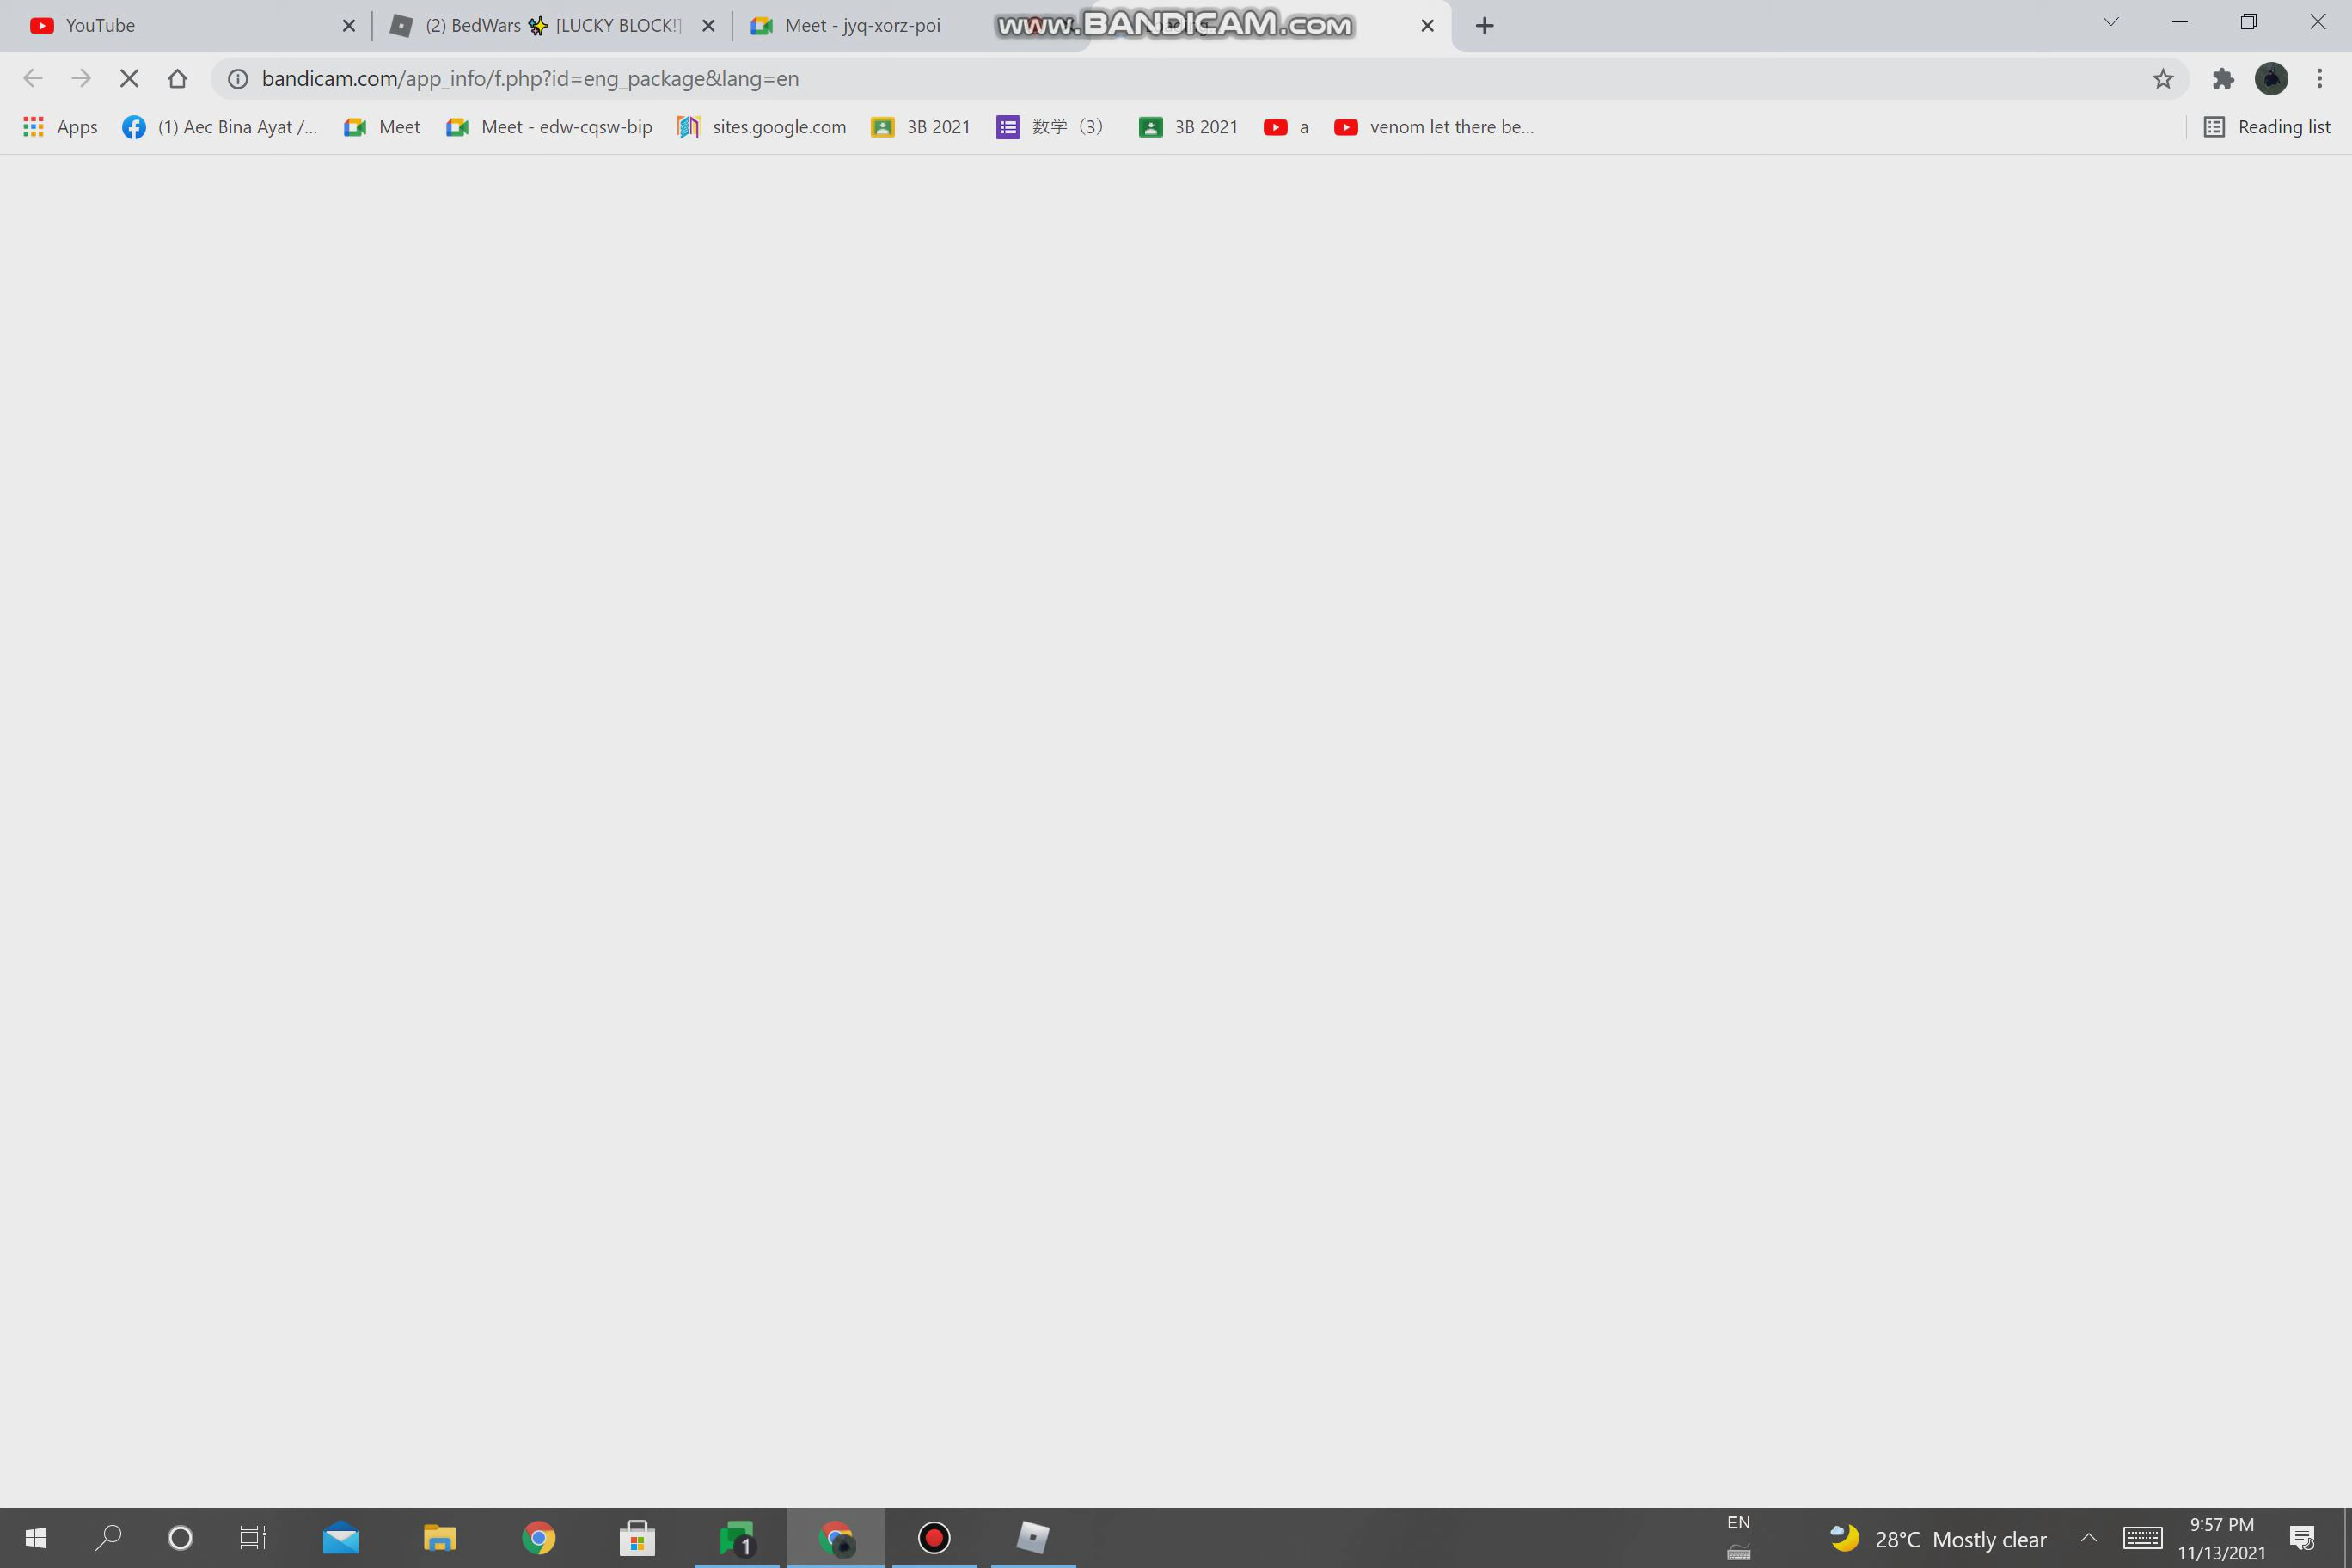 YouTube
(2) BedWars ✨ [LUCKY BLOCK!]
Meet - jyq-xorz-poi
www.BANDICAM.com
bandicam.com/app_info/f.php?id=eng_package&lang=en
Apps
(1) Aec Bina Ayat /...
Meet
Meet - edw-cqsw-bip
sites.google.com
3B 2021
数学（3）
3B 2021
a
venom let there be...
Reading list
1
EN
28°C Mostly clear
9:57 PM
11/13/2021